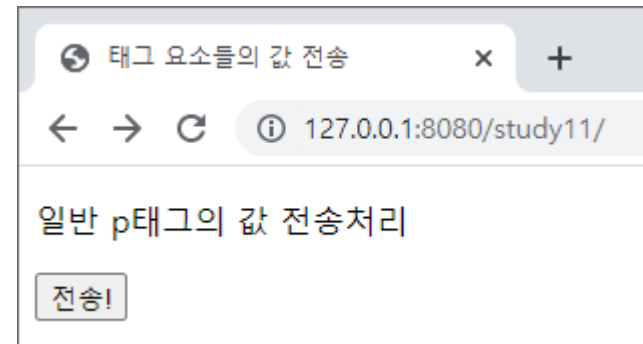 태그 요소들의 값 전송
127.0.0.1:8080/study11/
일반 p태그의 값 전송처리
전송!